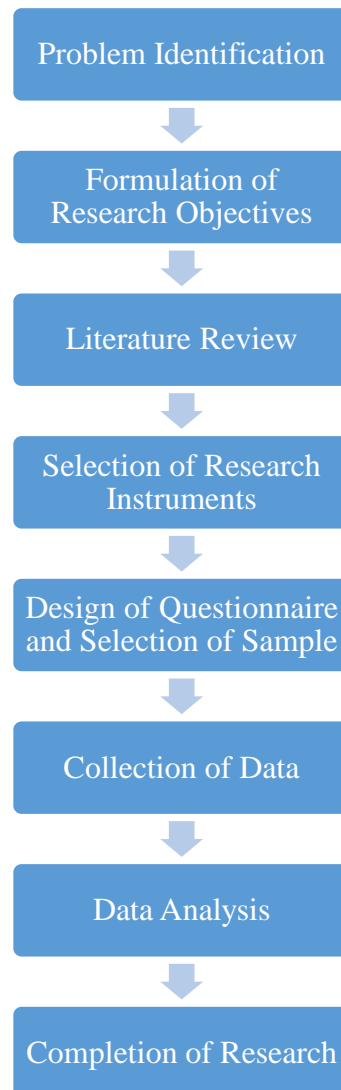 Problem Identification
Formulation of
Research Objectives
Literature Review
Selection of Research
Instruments
Design of Questionnaire
and Selection of Sample
Collection of Data
Data Analysis
Completion of Research